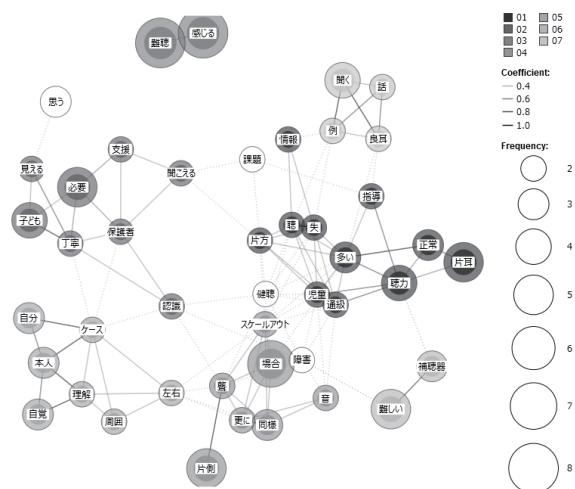 難聴
感じる
思う
聞く
話
例
良耳
情報
支援
課題
見える
必要
聞こえる
指導
子ども
保護者
丁寧
聴
失
片方
多い
正常
片耳
聴力
健聴
児童
通級
認識
自分
ケース
スケールアウト
本人
場合
障害
補聴器
理解
左右
聾
音
難しい
自覚
周囲
更に
同様
片側
01 05
02 06
03 07
04
Coefficient:
0.4
0.6
0.8
1.0
Frequency:
2
3
4
5
6
7
8